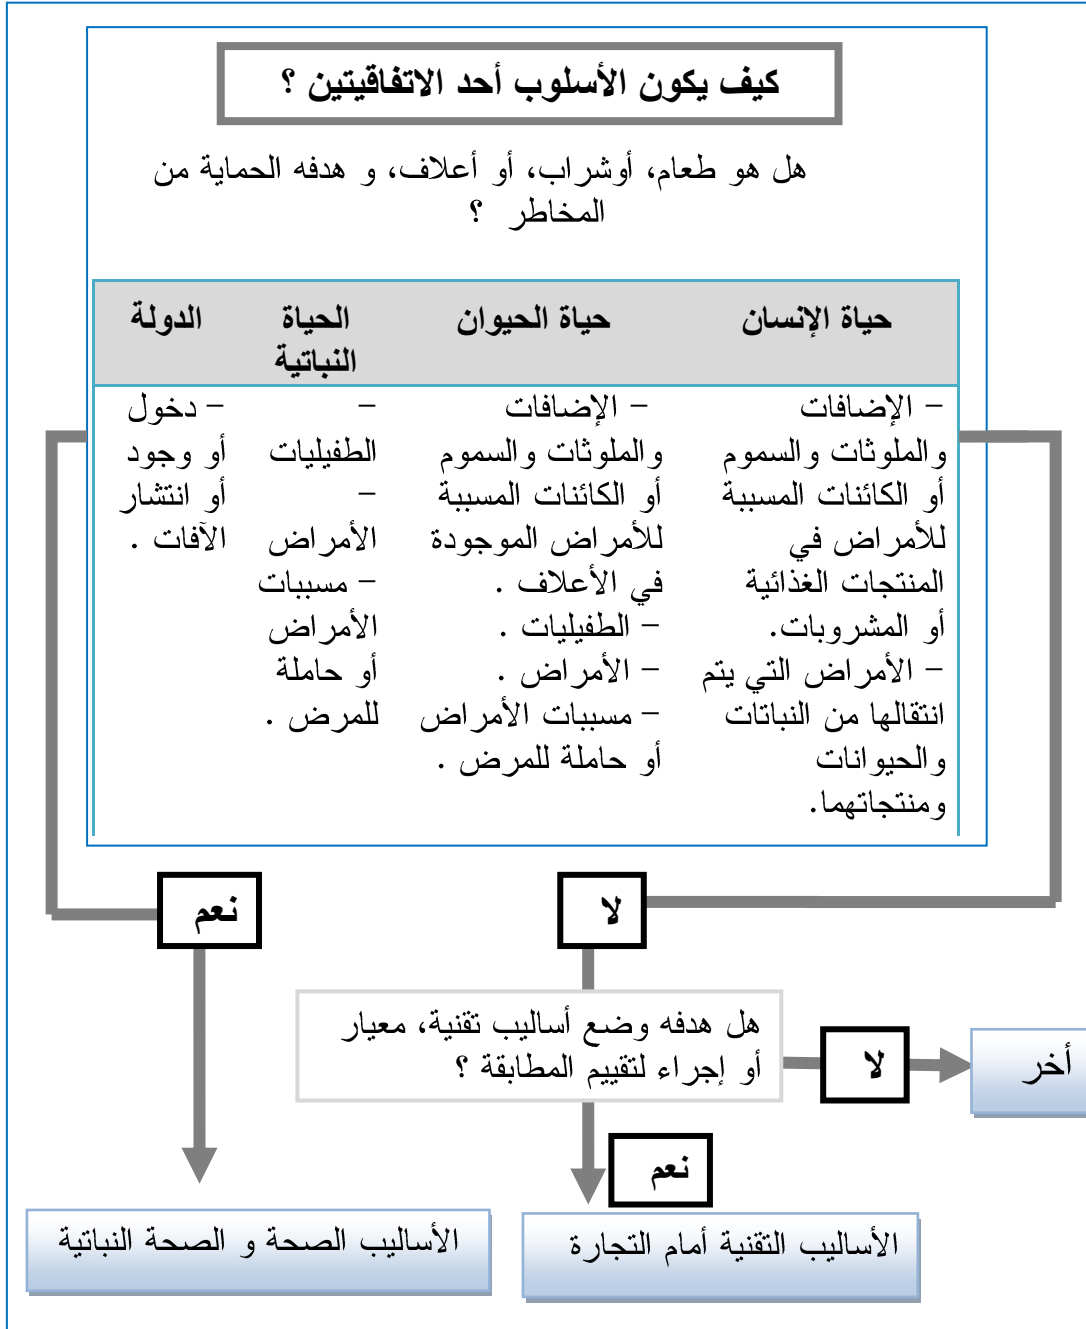 كيف يكون الأسلوب أحد الاتفاقيتين ؟
هل هو طعام، أوشراب، أو أعلاف، و هدفه الحماية من
المخاطر ؟
حياة الإنسان
– الإضافات
والملوثات والسموم
أو الكائنات المسببة
للأمراض في
المنتجات الغذائية
أو المشروبات.
– الأمراض التي يتم
انتقالها من النباتات
والحيوانات
ومنتجاتهما.
حياة الحيوان
– الإضافات
والملوثات والسموم
أو الكائنات المسببة
للأمراض الموجودة
في الأعلاف .
– الطفيليات .
– الأمراض .
– مسببات الأمراض
أو حاملة للمرض .
الحياة
النباتية
–
الطفيليات
–
الأمراض
– مسببات
الأمراض
أو حاملة
للمرض .
الدولة
– دخول
أو وجود
أو انتشار
الآفات .
لا
نعم
هل هدفه وضع أساليب تقنية، معيار
أو إجراء لتقييم المطابقة ؟
لا
أخر
نعم
الأساليب التقنية أمام التجارة
الأساليب الصحة و الصحة النباتية